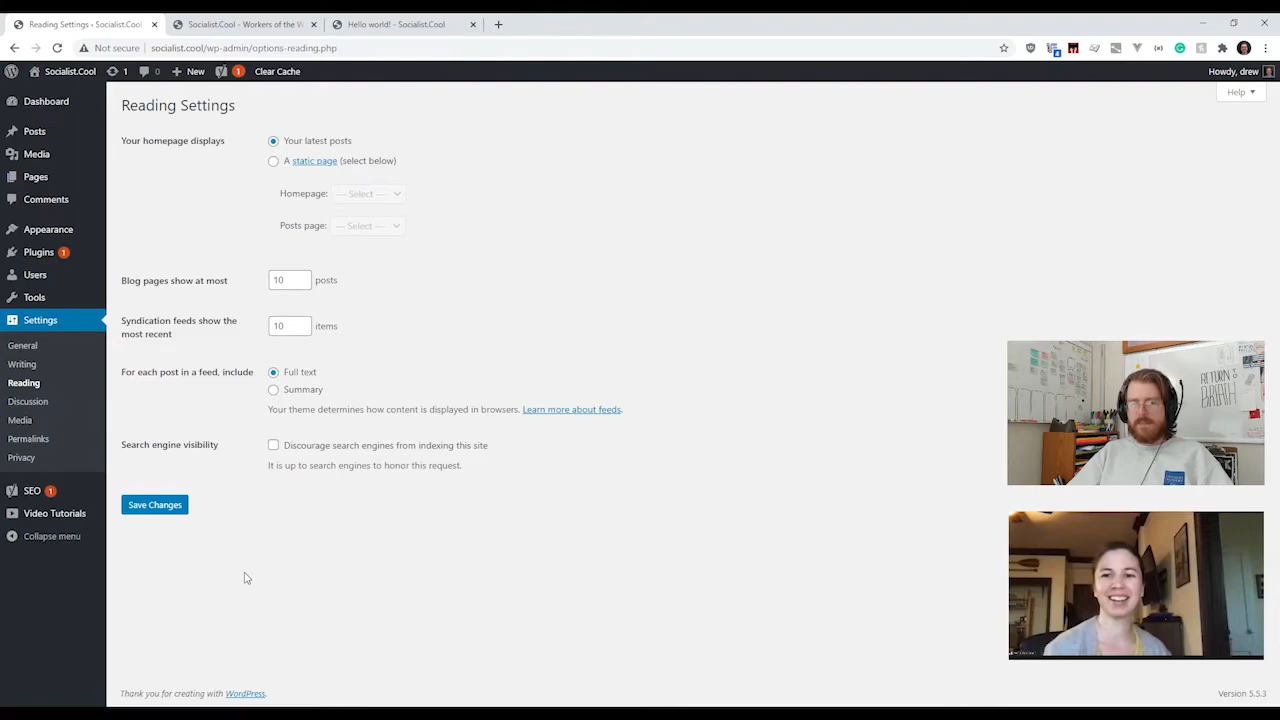 Reading Settings ‹ Socialist.Cool
Socialist.Cool - Workers of the W
Hello world! - Socialist.Cool
Not secure
socialist.cool/wp-admin/options-reading.php
Socialist.Cool
1
0
New
1
Clear Cache
Howdy, drew
Dashboard
Posts
Media
Pages
Comments
Appearance
Plugins 1
Users
Tools
Settings
General
Writing
Reading
Discussion
Media
Permalinks
Privacy
SEO 1
Video Tutorials
Collapse menu
Help
Reading Settings
Your homepage displays
Your latest posts
A static page (select below)
Homepage: — Select —
Posts page: — Select —
Blog pages show at most 10 posts
Syndication feeds show the
most recent
10 items
For each post in a feed, include
Full text
Summary
Your theme determines how content is displayed in browsers. Learn more about feeds.
Search engine visibility
Discourage search engines from indexing this site
It is up to search engines to honor this request.
Save Changes
RETURN TO
BREATH
Thank you for creating with WordPress.
Version 5.5.3